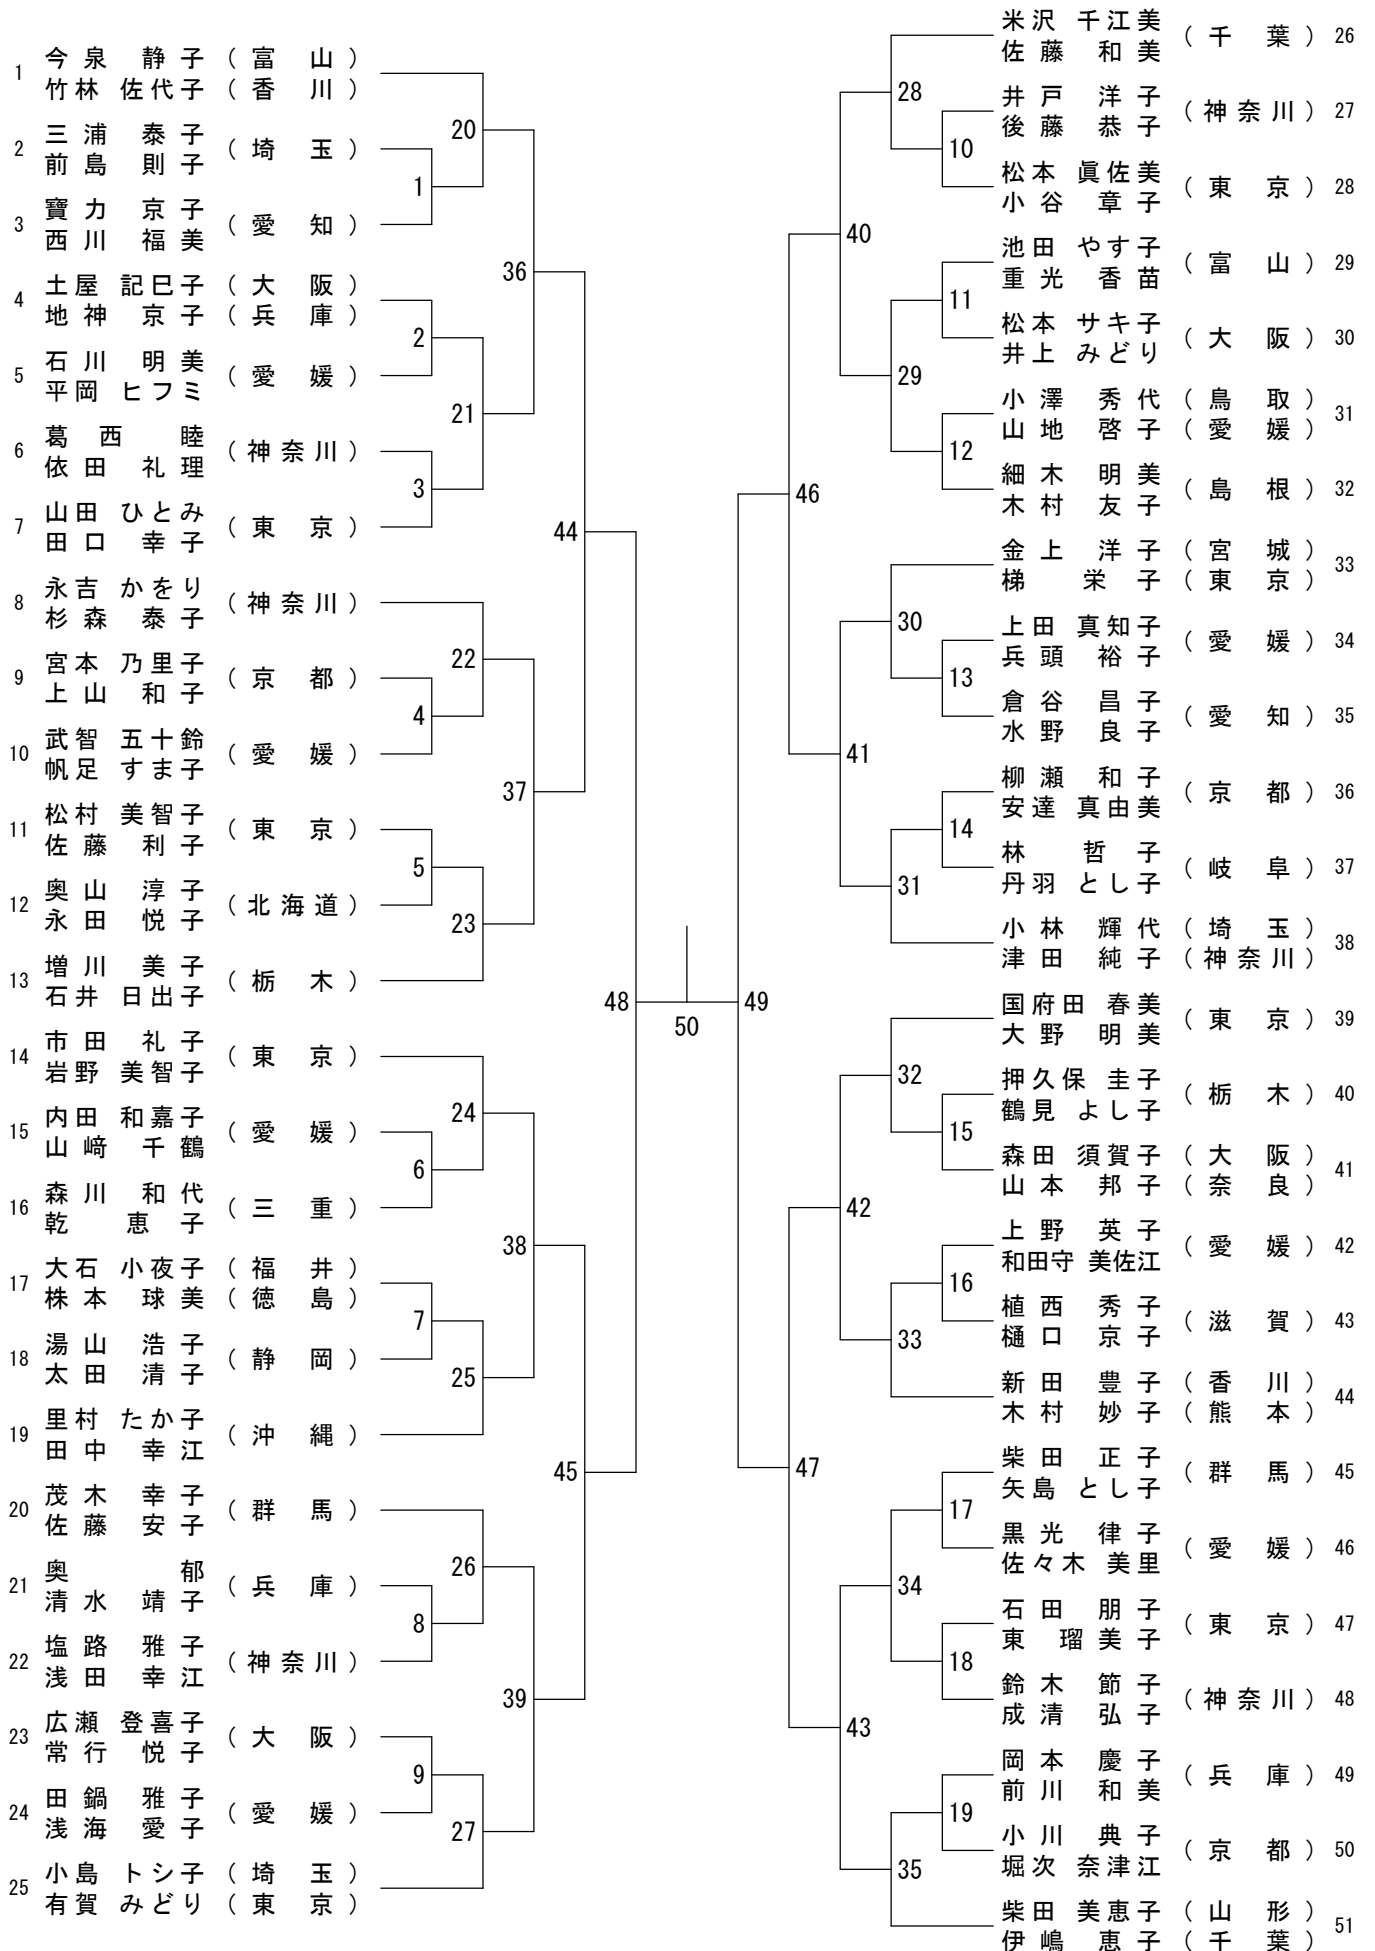 1 今泉 静子 (富山)
竹林 佐代子 (香川)
2 三浦 泰子 (埼玉)
前島 則子
3 寶力 京子 (愛知)
西川 福美
4 土屋 記巳子 (大阪)
地神 京子 (兵庫)
5 石川 明美 (愛媛)
平岡 ヒフミ
6 葛西 睦 (神奈川)
依田 礼理
7 山田 ひとみ (東京)
田口 幸子
8 永吉 かをり (神奈川)
杉森 泰子
9 宮本 乃里子 (京都)
上山 和子
10 武智 五十鈴 (愛媛)
帆足 すま子
11 松村 美智子 (東京)
佐藤 利子
12 奥山 淳子 (北海道)
永田 悦子
13 増川 美子 (栃木)
石井 日出子
14 市田 礼子 (東京)
岩野 美智子
15 内田 和嘉子 (愛媛)
山﨑 千鶴
16 森川 和代 (三重)
乾 恵子
17 大石 小夜子 (福井)
株本 球美 (徳島)
18 湯山 浩子 (静岡)
太田 清子
19 里村 たか子 (沖縄)
田中 幸江
20 茂木 幸子 (群馬)
佐藤 安子
21 奥 郁 (兵庫)
清水 靖子
22 塩路 雅子 (神奈川)
浅田 幸江
23 広瀬 登喜子 (大阪)
常行 悦子
24 田鍋 雅子 (愛媛)
浅海 愛子
25 小島 トシ子 (埼玉)
有賀 みどり (東京)
1
2
3
4
5
6
7
8
9
20
21
22
23
24
25
26
27
36
37
38
39
44
45
48
50
49
46
47
40
41
42
43
28
29
30
31
32
33
34
35
10
11
12
13
14
15
16
17
18
19
米沢 千江美 (千葉) 26
佐藤 和美
井戸 洋子 (神奈川) 27
後藤 恭子
松本 眞佐美 (東京) 28
小谷 章子
池田 やす子 (富山) 29
重光 香苗
松本 サキ子 (大阪) 30
井上 みどり
小澤 秀代 (鳥取) 31
山地 啓子 (愛媛)
細木 明美 (島根) 32
木村 友子
金上 洋子 (宮城) 33
梯 栄子 (東京)
上田 真知子 (愛媛) 34
兵頭 裕子
倉谷 昌子 (愛知) 35
水野 良子
柳瀬 和子 (京都) 36
安達 真由美
林 哲子 (岐阜) 37
丹羽 とし子
小林 輝代 (埼玉) 38
津田 純子 (神奈川)
国府田 春美 (東京) 39
大野 明美
押久保 圭子 (栃木) 40
鶴見 よし子
森田 須賀子 (大阪) 41
山本 邦子 (奈良)
上野 英子 (愛媛) 42
和田守 美佐江
植西 秀子 (滋賀) 43
樋口 京子
新田 豊子 (香川) 44
木村 妙子 (熊本)
柴田 正子 (群馬) 45
矢島 とし子
黒光 律子 (愛媛) 46
佐々木 美里
石田 朋子 (東京) 47
東 瑠美子
鈴木 節子 (神奈川) 48
成清 弘子
岡本 慶子 (兵庫) 49
前川 和美
小川 典子 (京都) 50
堀次 奈津江
柴田 美恵子 (山形) 51
伊嶋 恵子 (千葉)